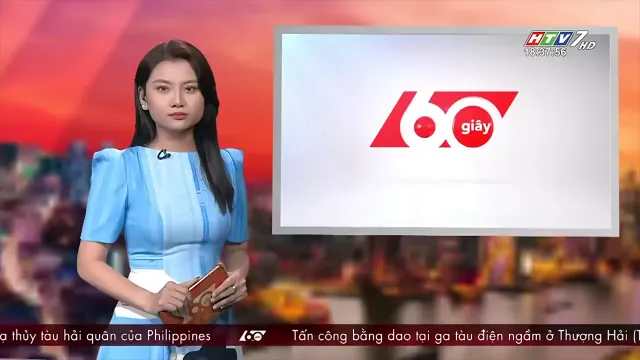 HTV7 HD
18:37:56
60 giây
ạ thủy tàu hải quân của Philippines 60 Tấn công bằng dao tại ga tàu điện ngầm ở Thượng Hải (T